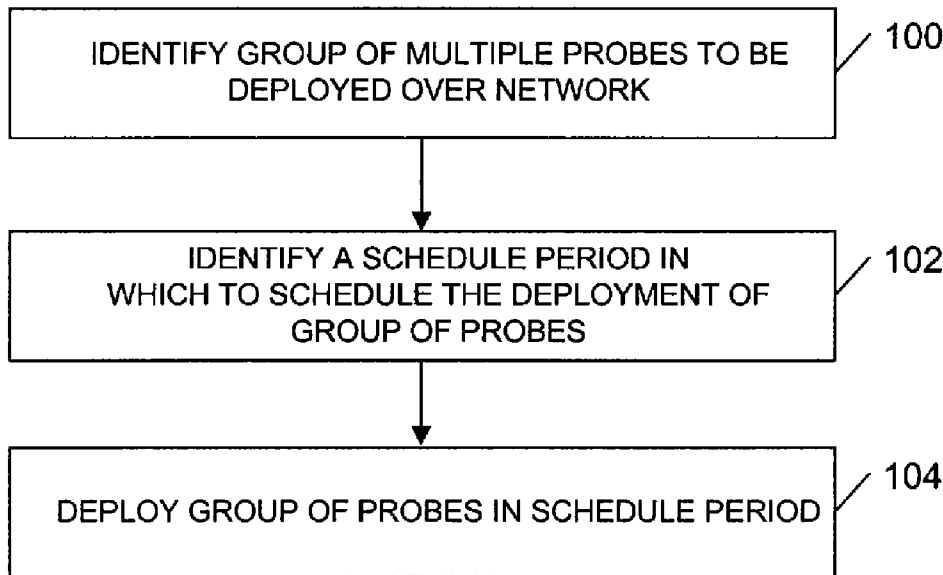 IDENTIFY GROUP OF MULTIPLE PROBES TO BE
DEPLOYED OVER NETWORK
100
IDENTIFY A SCHEDULE PERIOD IN
WHICH TO SCHEDULE THE DEPLOYMENT OF
GROUP OF PROBES
102
DEPLOY GROUP OF PROBES IN SCHEDULE PERIOD
104